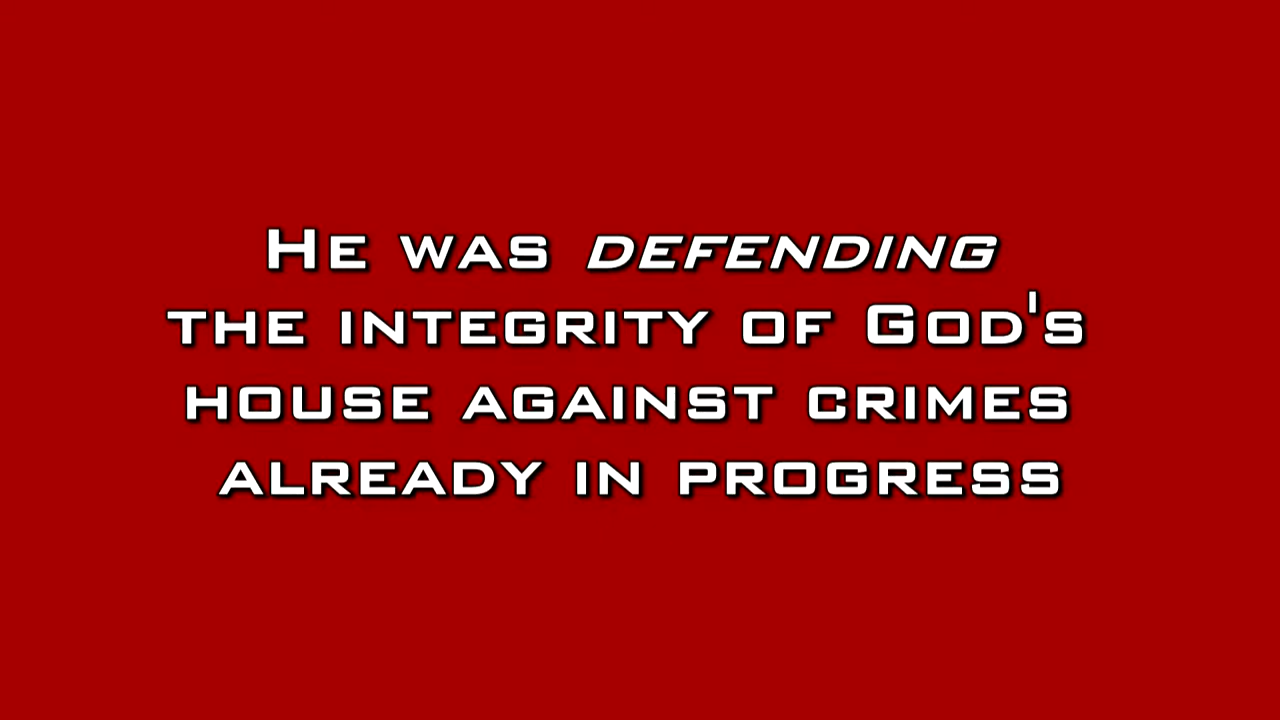 He was defending
the integrity of God's
house against crimes
already in progress